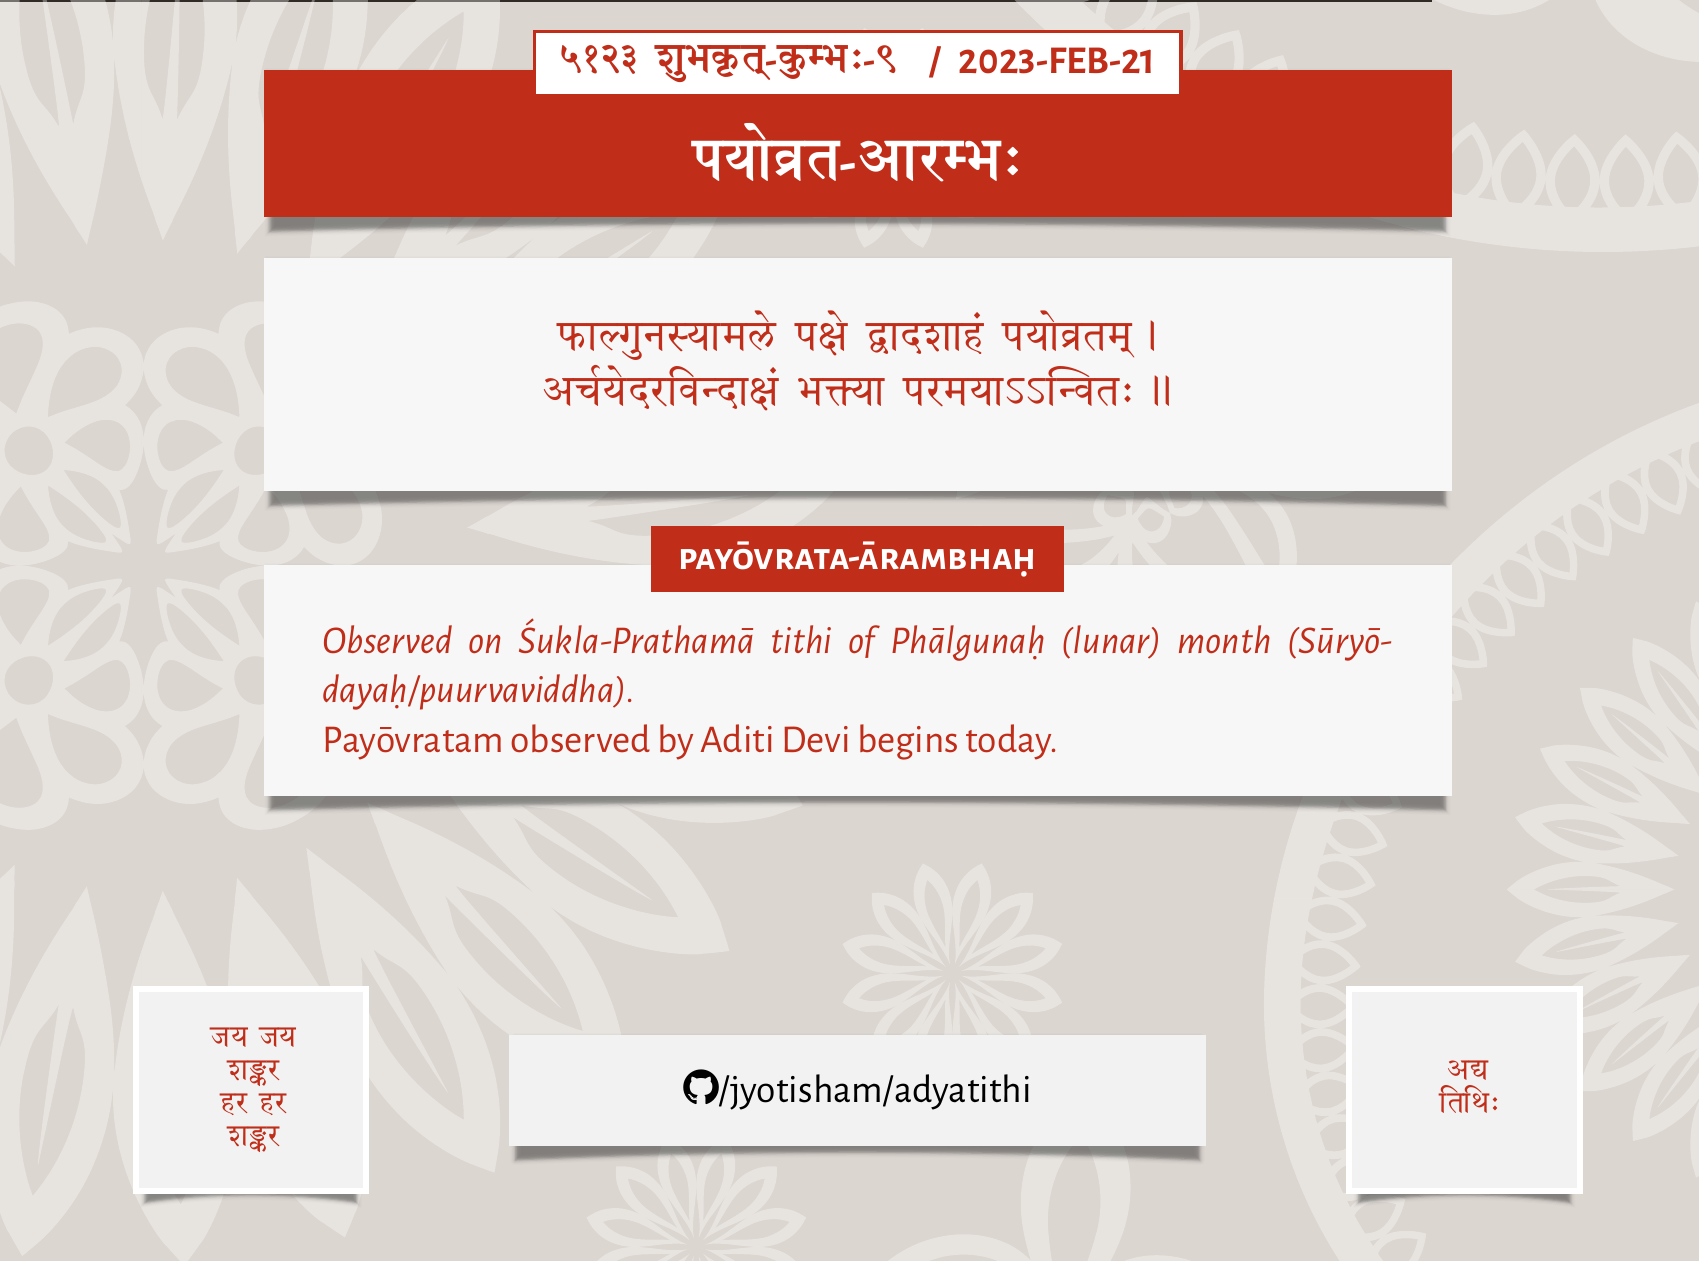 ५१२३ शुभकृत्-कुम्भः-९ / 2023-FEB-21
पयोव्रत-आरम्भः
फाल्गुनस्यामले पक्षे द्वादशाहं पयोव्रतम् ।
अर्चयेदरविन्दाक्षं भक्त्या परमयाऽऽन्वितः ॥
PAYŌVRATA-ĀRAMBHAḤ
Observed on Śukla-Prathamā tithi of Phālgunaḥ (lunar) month (Sūryō-
dayaḥ/puurvaviddha).
Payōvratam observed by Aditi Devi begins today.
जय जय
शङ्कर
हर हर
शङ्कर
/jyotisham/adyatithi
अद्य
तिथिः